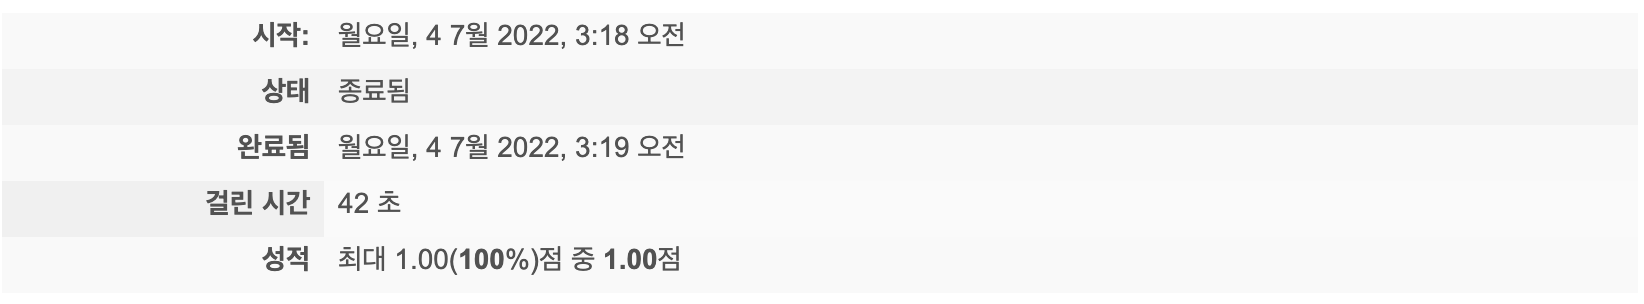 시작: 월요일, 4 7월 2022, 3:18 오전
상태 종료됨
완료됨 월요일, 4 7월 2022, 3:19 오전
걸린 시간 42 초
성적 최대 1.00(100%)점 중 1.00점